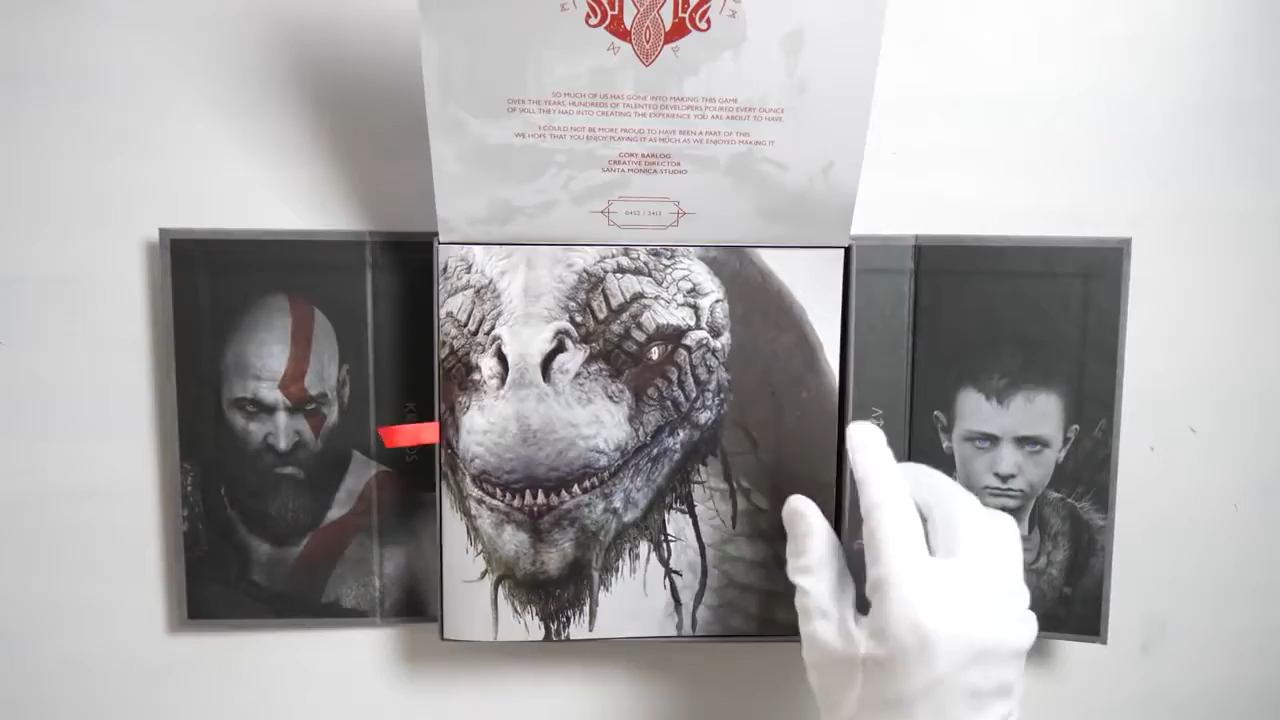 SO MUCH OF US HAS GONE INTO MAKING THIS GAME
OVER THE YEARS, HUNDREDS OF TALENTED DEVELOPERS POURED EVERY OUNCE
OF SKILL THEY HAD INTO CREATING THE EXPERIENCE YOU ARE ABOUT TO HAVE.
I COULD NOT BE MORE PROUD TO HAVE BEEN A PART OF THIS
WE HOPE THAT YOU ENJOY PLAYING IT AS MUCH AS WE ENJOYED MAKING IT
CORY BARLOG
CREATIVE DIRECTOR
SANTA MONICA STUDIO
0452 / 3413